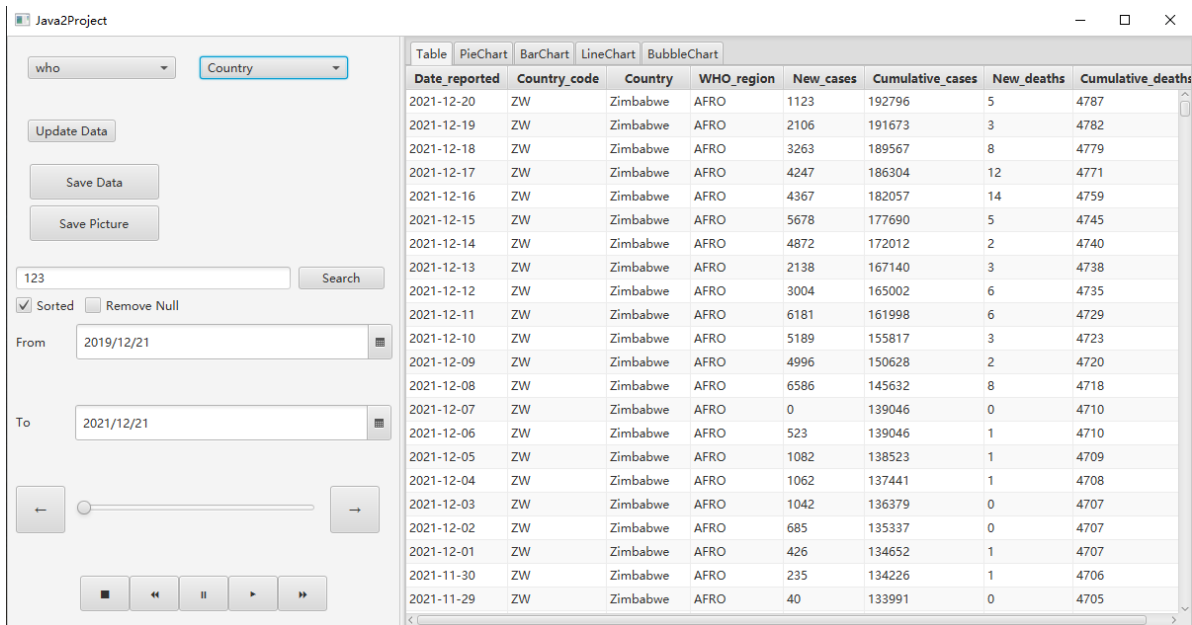 Java2Project
who Country
Update Data
Save Data
Save Picture
123 Search
Sorted Remove Null
From 2019/12/21
To 2021/12/21
← →
Table PieChart BarChart LineChart BubbleChart
Date_reported Country_code Country WHO_region New_cases Cumulative_cases New_deaths Cumulative_deaths
2021-12-20 ZW Zimbabwe AFRO 1123 192796 5 4787
2021-12-19 ZW Zimbabwe AFRO 2106 191673 3 4782
2021-12-18 ZW Zimbabwe AFRO 3263 189567 8 4779
2021-12-17 ZW Zimbabwe AFRO 4247 186304 12 4771
2021-12-16 ZW Zimbabwe AFRO 4367 182057 14 4759
2021-12-15 ZW Zimbabwe AFRO 5678 177690 5 4745
2021-12-14 ZW Zimbabwe AFRO 4872 172012 2 4740
2021-12-13 ZW Zimbabwe AFRO 2138 167140 3 4738
2021-12-12 ZW Zimbabwe AFRO 3004 165002 6 4735
2021-12-11 ZW Zimbabwe AFRO 6181 161998 6 4729
2021-12-10 ZW Zimbabwe AFRO 5189 155817 3 4723
2021-12-09 ZW Zimbabwe AFRO 4996 150628 2 4720
2021-12-08 ZW Zimbabwe AFRO 6586 145632 8 4718
2021-12-07 ZW Zimbabwe AFRO 0 139046 0 4710
2021-12-06 ZW Zimbabwe AFRO 523 139046 1 4710
2021-12-05 ZW Zimbabwe AFRO 1082 138523 1 4709
2021-12-04 ZW Zimbabwe AFRO 1062 137441 1 4708
2021-12-03 ZW Zimbabwe AFRO 1042 136379 0 4707
2021-12-02 ZW Zimbabwe AFRO 685 135337 0 4707
2021-12-01 ZW Zimbabwe AFRO 426 134652 1 4707
2021-11-30 ZW Zimbabwe AFRO 235 134226 1 4706
2021-11-29 ZW Zimbabwe AFRO 40 133991 0 4705